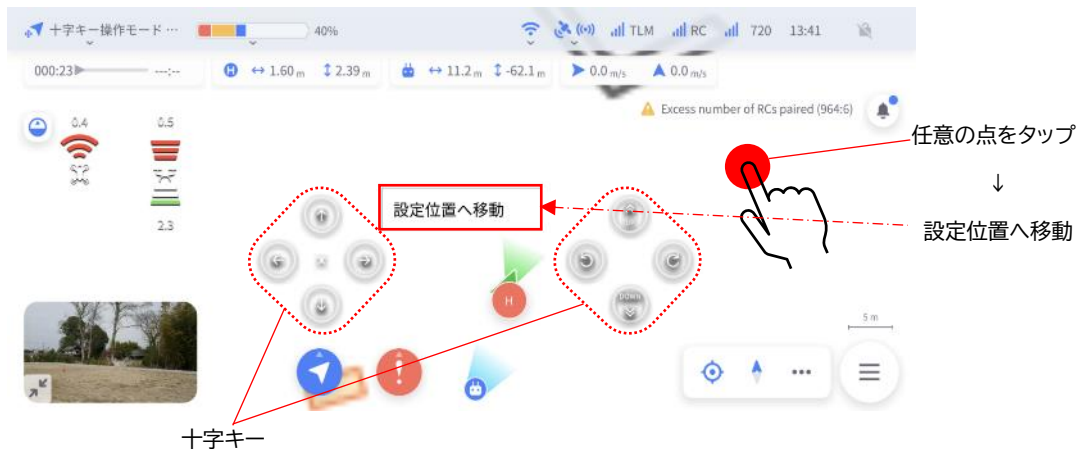 十字キー操作モード …
40%
TLM
RC
720
13:41
000:23
---:--
H ↔ 1.60 m ↕ 2.39 m
↔ 11.2 m ↕ -62.1 m
0.0 m/s
0.0 m/s
Excess number of RCs paired (964:6)
0.4
0.5
2.3
任意の点をタップ
↓
設定位置へ移動
設定位置へ移動
down
H
5 m
十字キー